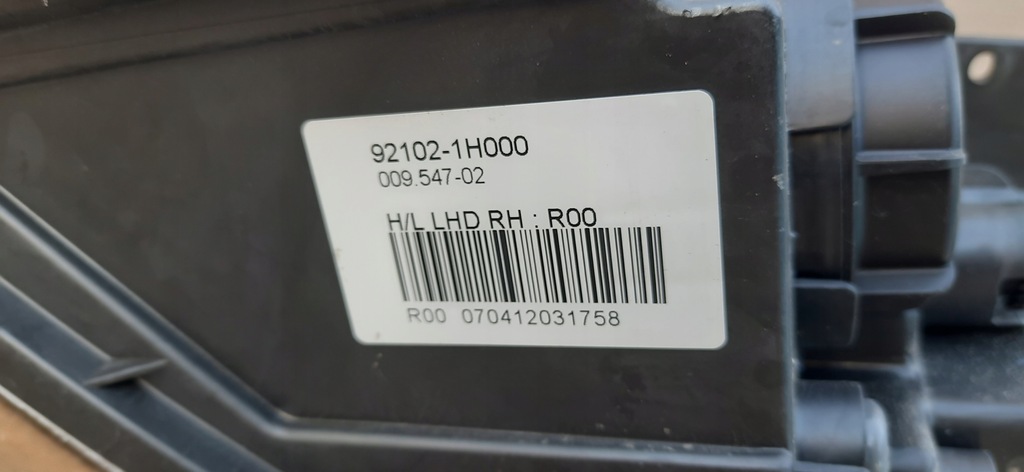 92102-1H000
009.547-02
H/L LHD RH : R00
R00 070412031758